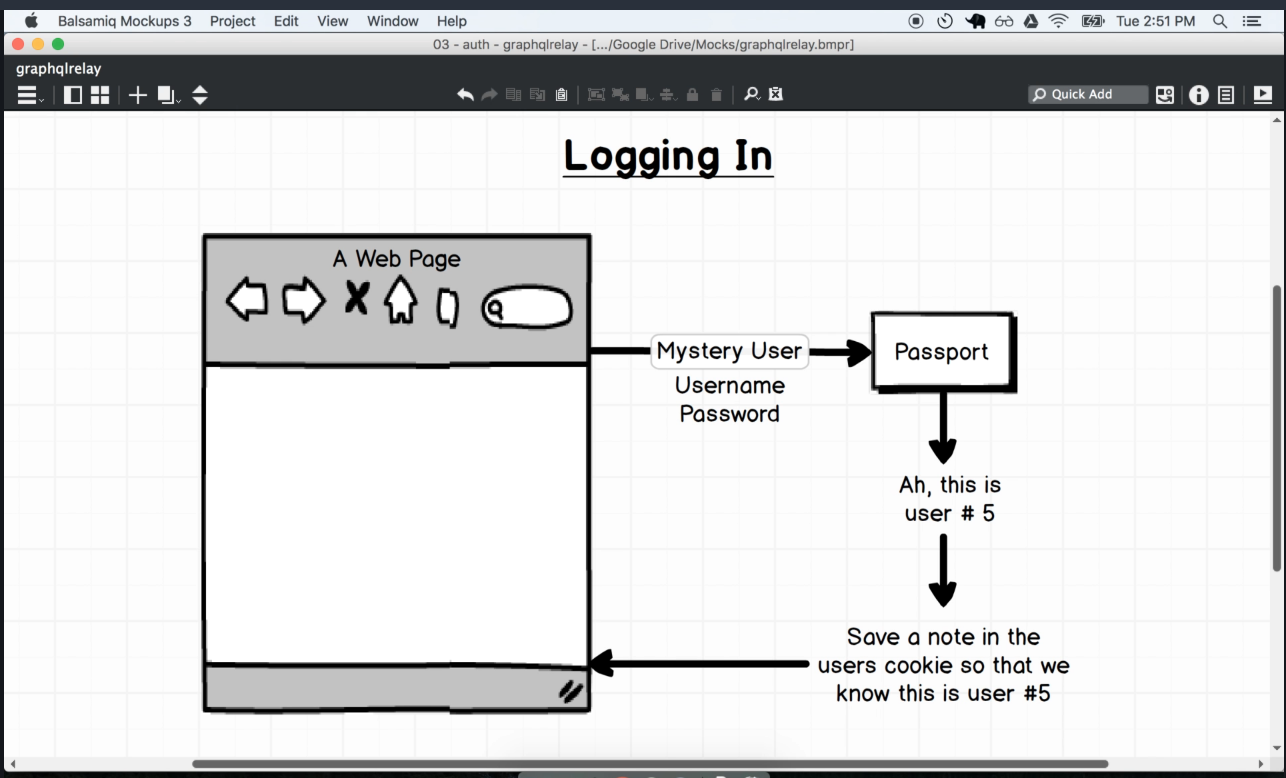 Balsamiq Mockups 3 Project Edit View Window Help Tue 2:51 PM
03 - auth - graphqlrelay - [.../Google Drive/Mocks/graphqlrelay.bmpr]
graphqlrelay
Quick Add
Logging In
A Web Page
Mystery User
Username
Password
Passport
Ah, this is
user # 5
Save a note in the
users cookie so that we
know this is user #5